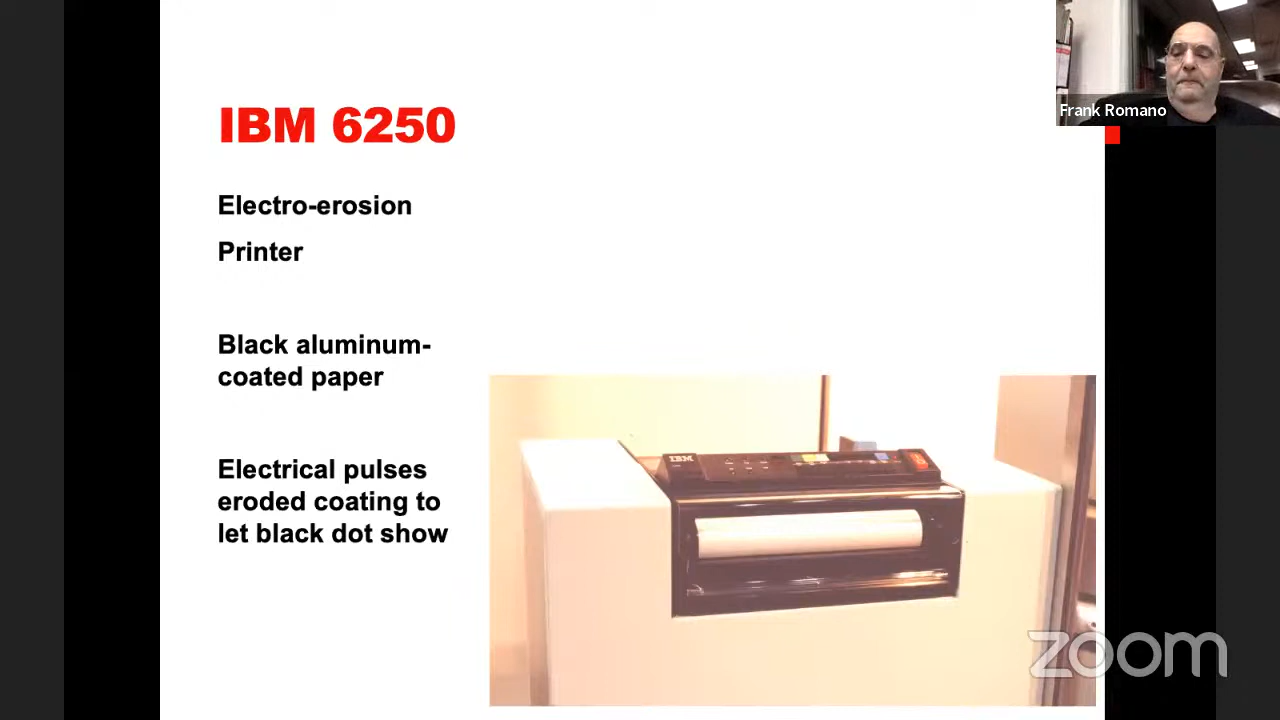 Frank Romano
IBM 6250
Electro-erosion
Printer
Black aluminum-
coated paper
Electrical pulses
eroded coating to
let black dot show
IBM
zoom